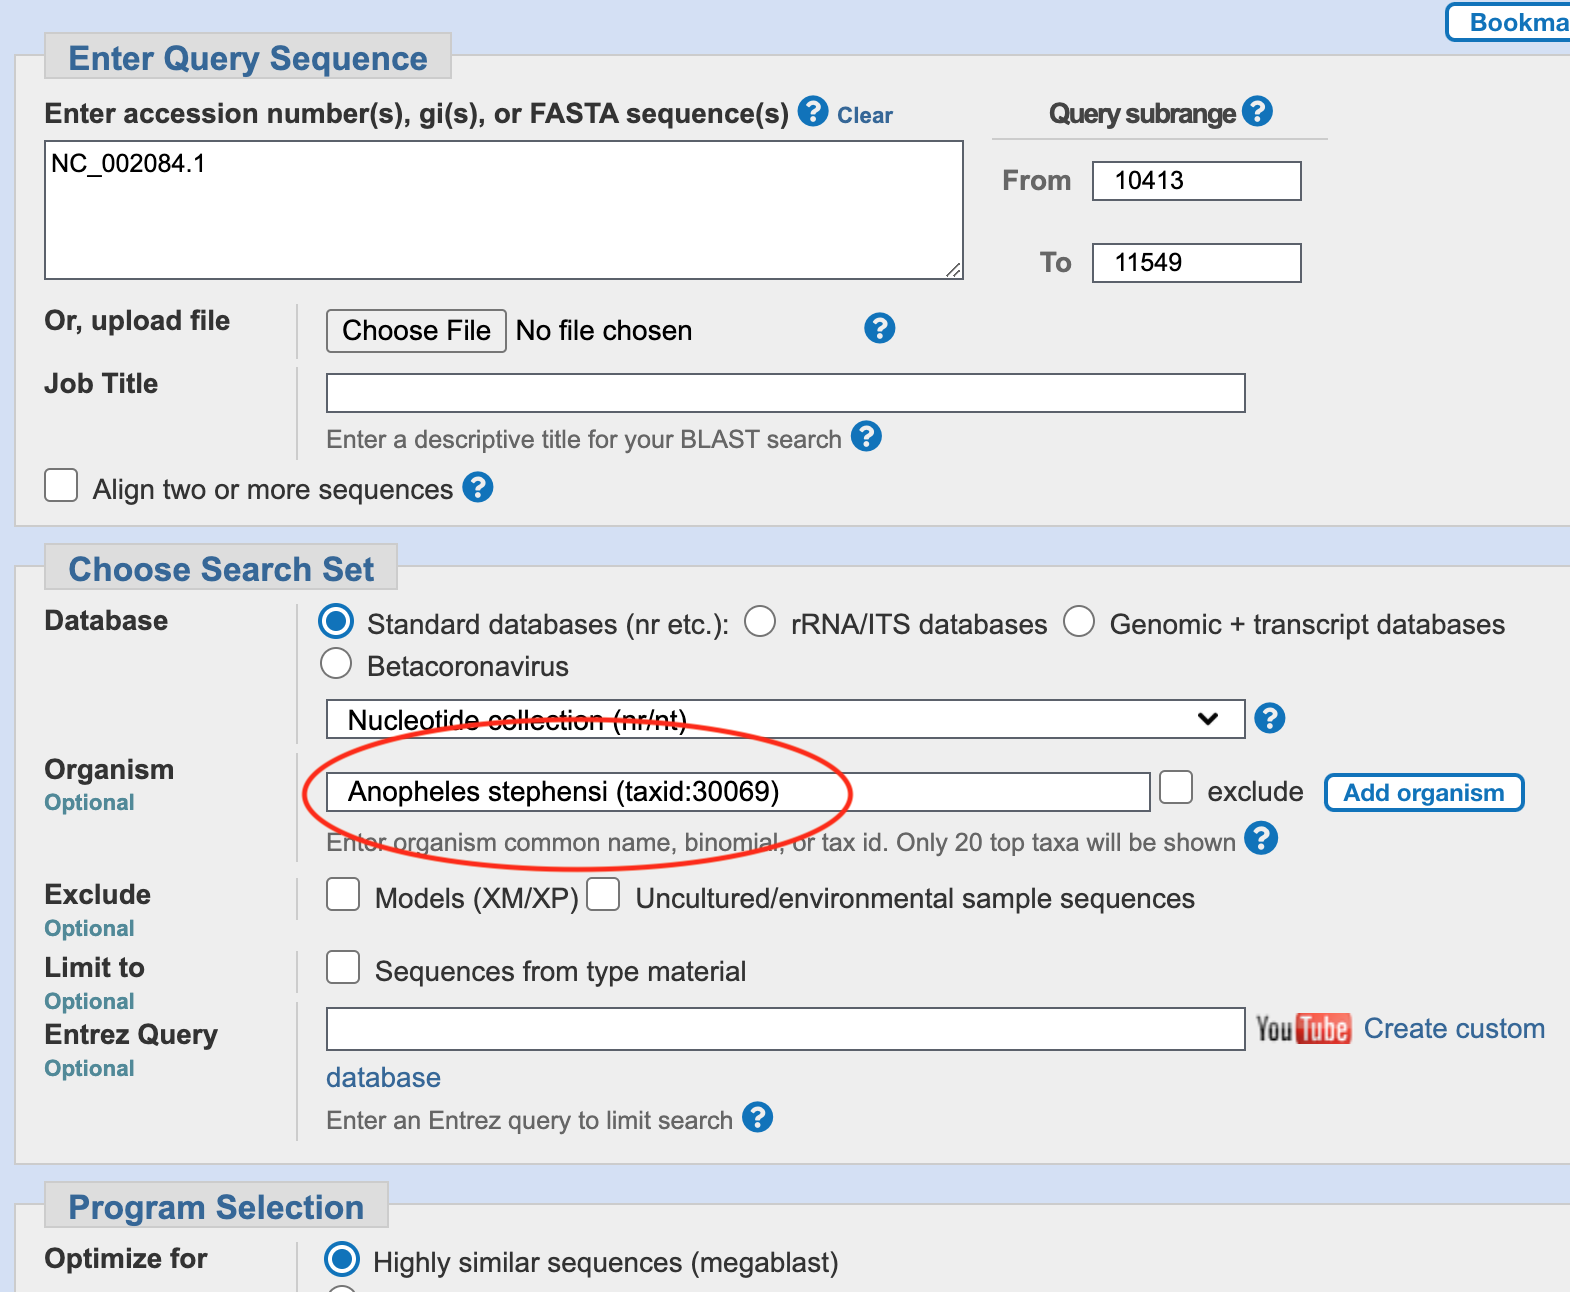 Bookma
Enter Query Sequence
Enter accession number(s), gi(s), or FASTA sequence(s) ? Clear
Query subrange ?
NC_002084.1
From 10413
To 11549
Or, upload file
Choose File No file chosen ?
Job Title
Enter a descriptive title for your BLAST search ?
Align two or more sequences ?
Choose Search Set
Database
Standard databases (nr etc.): rRNA/ITS databases Genomic + transcript databases
Betacoronavirus
Nucleotide collection (nr/nt) ?
Organism
Optional
Anopheles stephensi (taxid:30069) exclude Add organism
Enter organism common name, binomial, or tax id. Only 20 top taxa will be shown ?
Exclude
Optional
Models (XM/XP) Uncultured/environmental sample sequences
Limit to
Optional
Sequences from type material
Entrez Query
Optional
YouTube Create custom
database
Enter an Entrez query to limit search ?
Program Selection
Optimize for
Highly similar sequences (megablast)